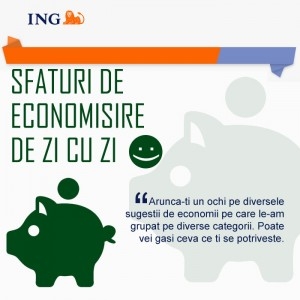 ING
SFATURI DE
ECONOMISIRE
DE ZI CU ZI
“Arunca-ti un ochi pe diversele
sugestii de economii pe care le-am
grupat pe diverse categorii. Poate
vei gasi ceva ce ti se potriveste.